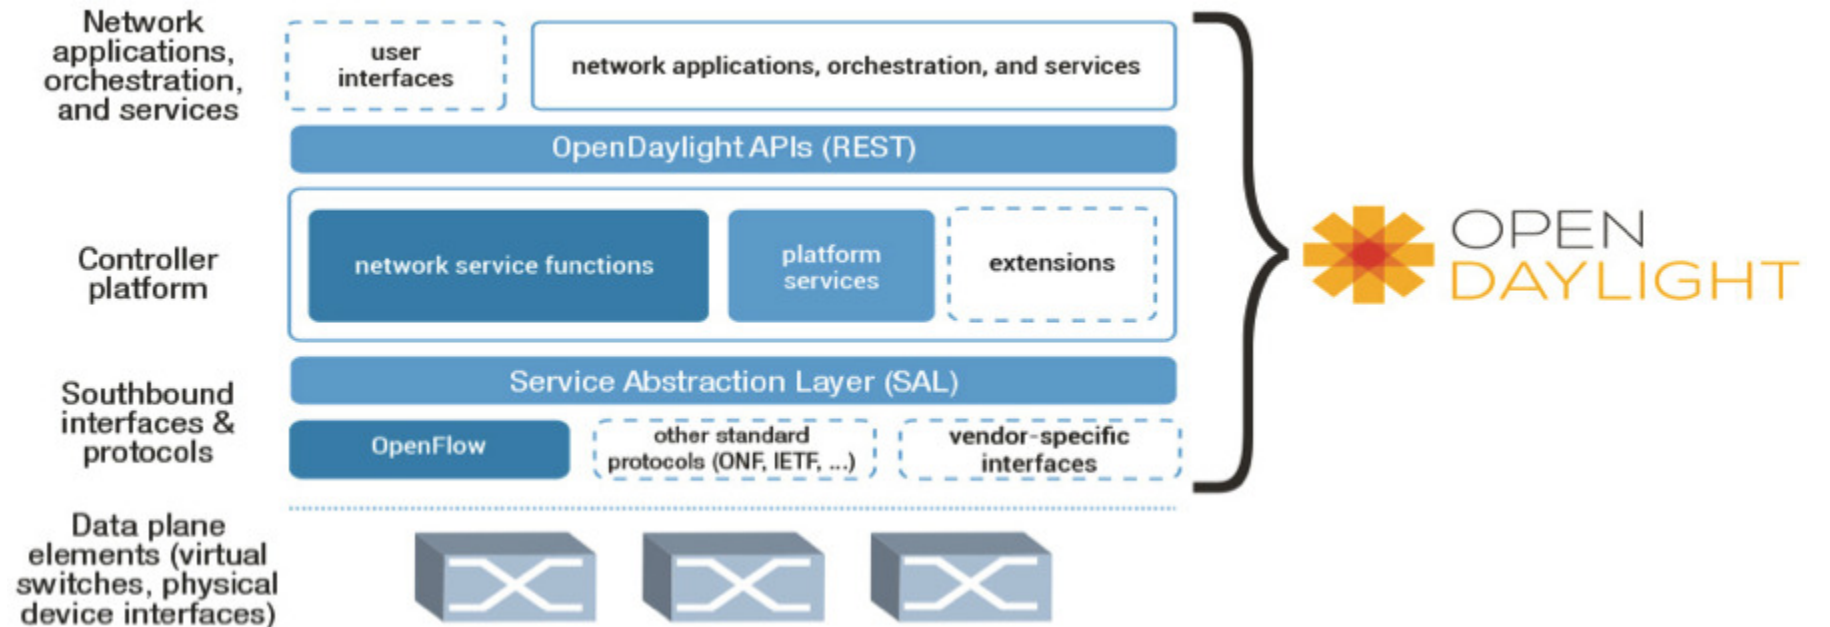 Network
applications,
orchestration,
and services
user
interfaces
network applications, orchestration, and services
OpenDaylight APIs (REST)
Controller
platform
network service functions
platform
services
extensions
Southbound
interfaces &
protocols
Service Abstraction Layer (SAL)
OpenFlow
other standard
protocols (ONF, IETF, ...)
vendor-specific
interfaces
Data plane
elements (virtual
switches, physical
device interfaces)
OPEN
DAYLIGHT